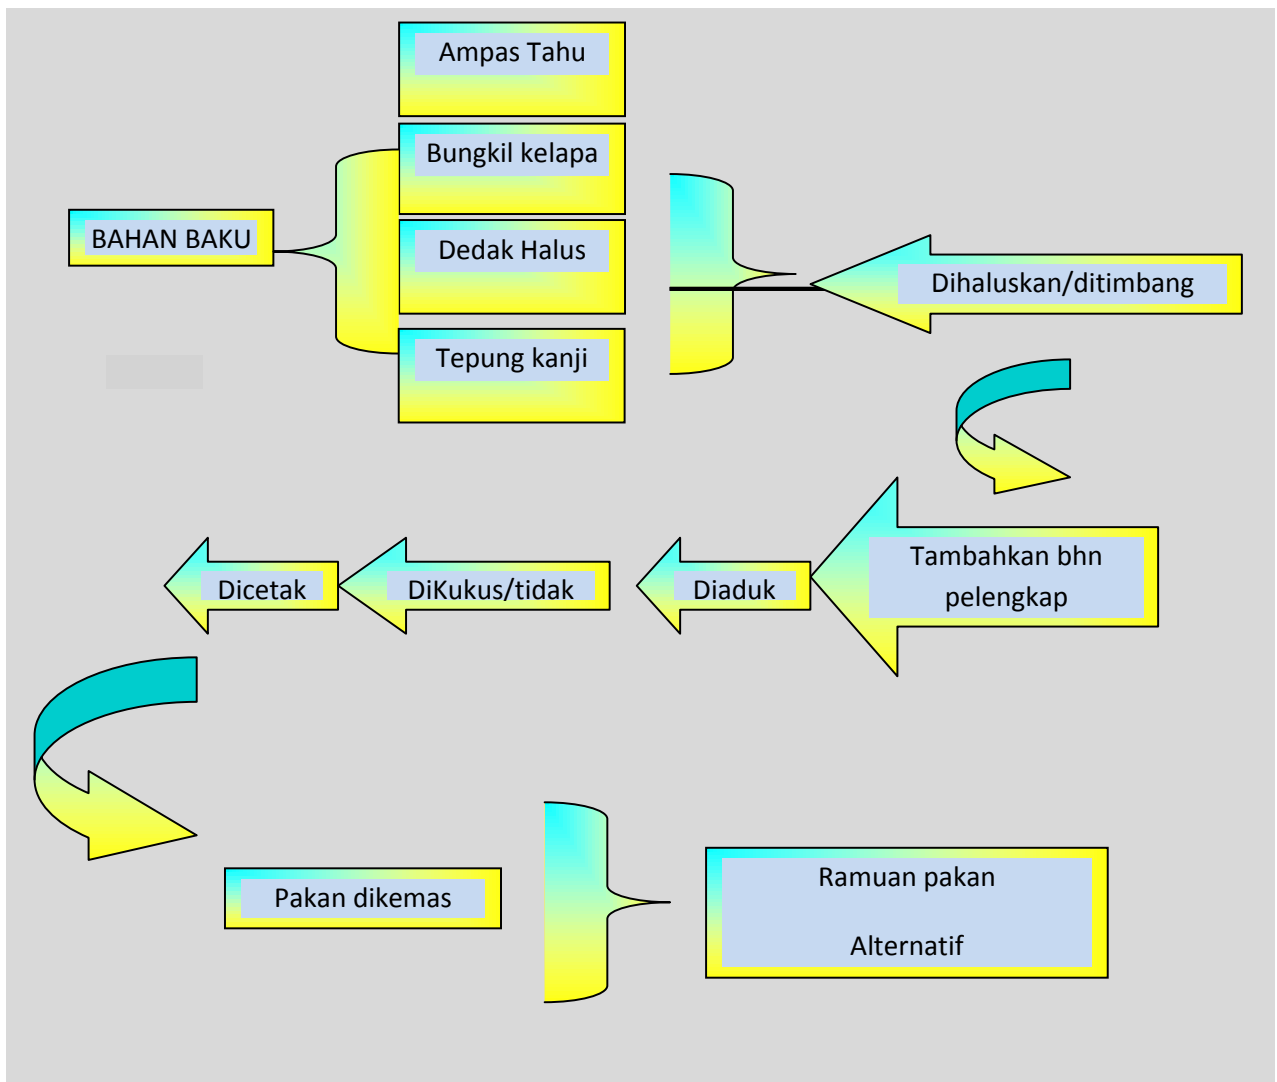 Ampas Tahu
Bungkil kelapa
BAHAN BAKU
Dedak Halus
Dihaluskan/ditimbang
Tepung kanji
Tambahkan bhn
pelengkap
Diaduk
DiKukus/tidak
Dicetak
Pakan dikemas
Ramuan pakan
Alternatif